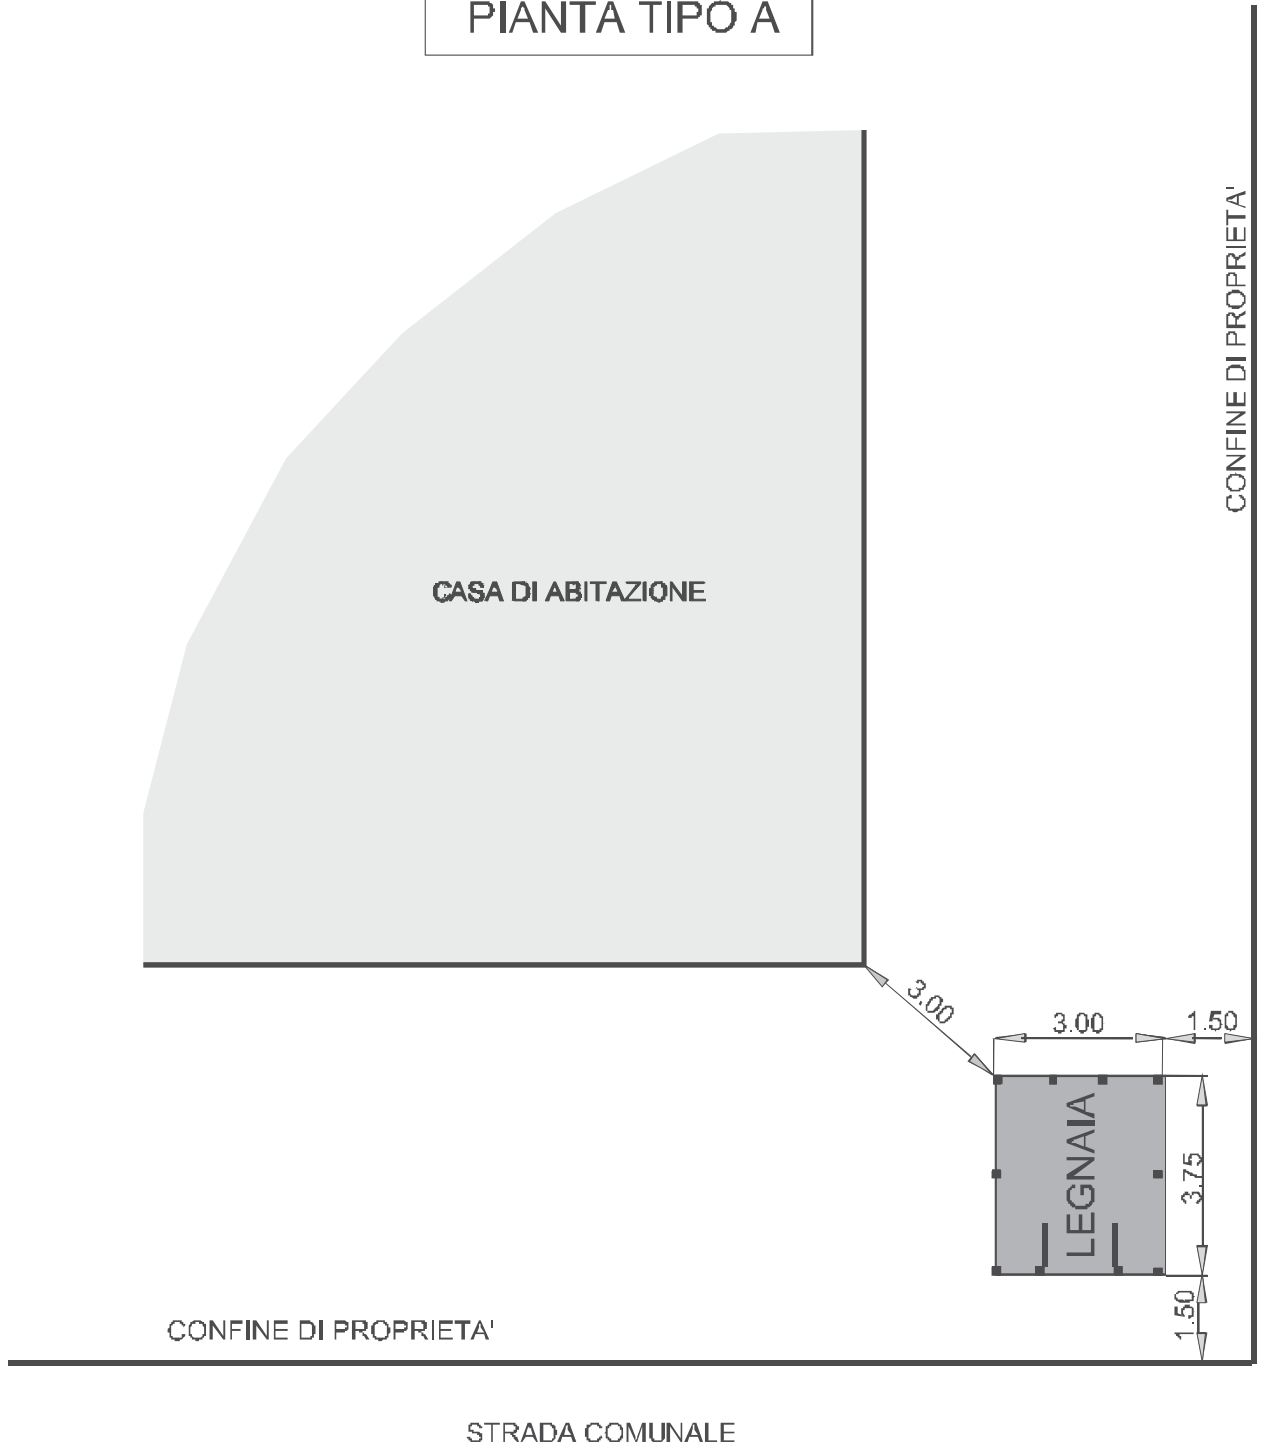 PIANTA TIPO A
CONFINE DI PROPRIETA'
CASA DI ABITAZIONE
3.00
3.00
1.50
LEGNAIA
3.75
1.50
CONFINE DI PROPRIETA'
STRADA COMUNALE